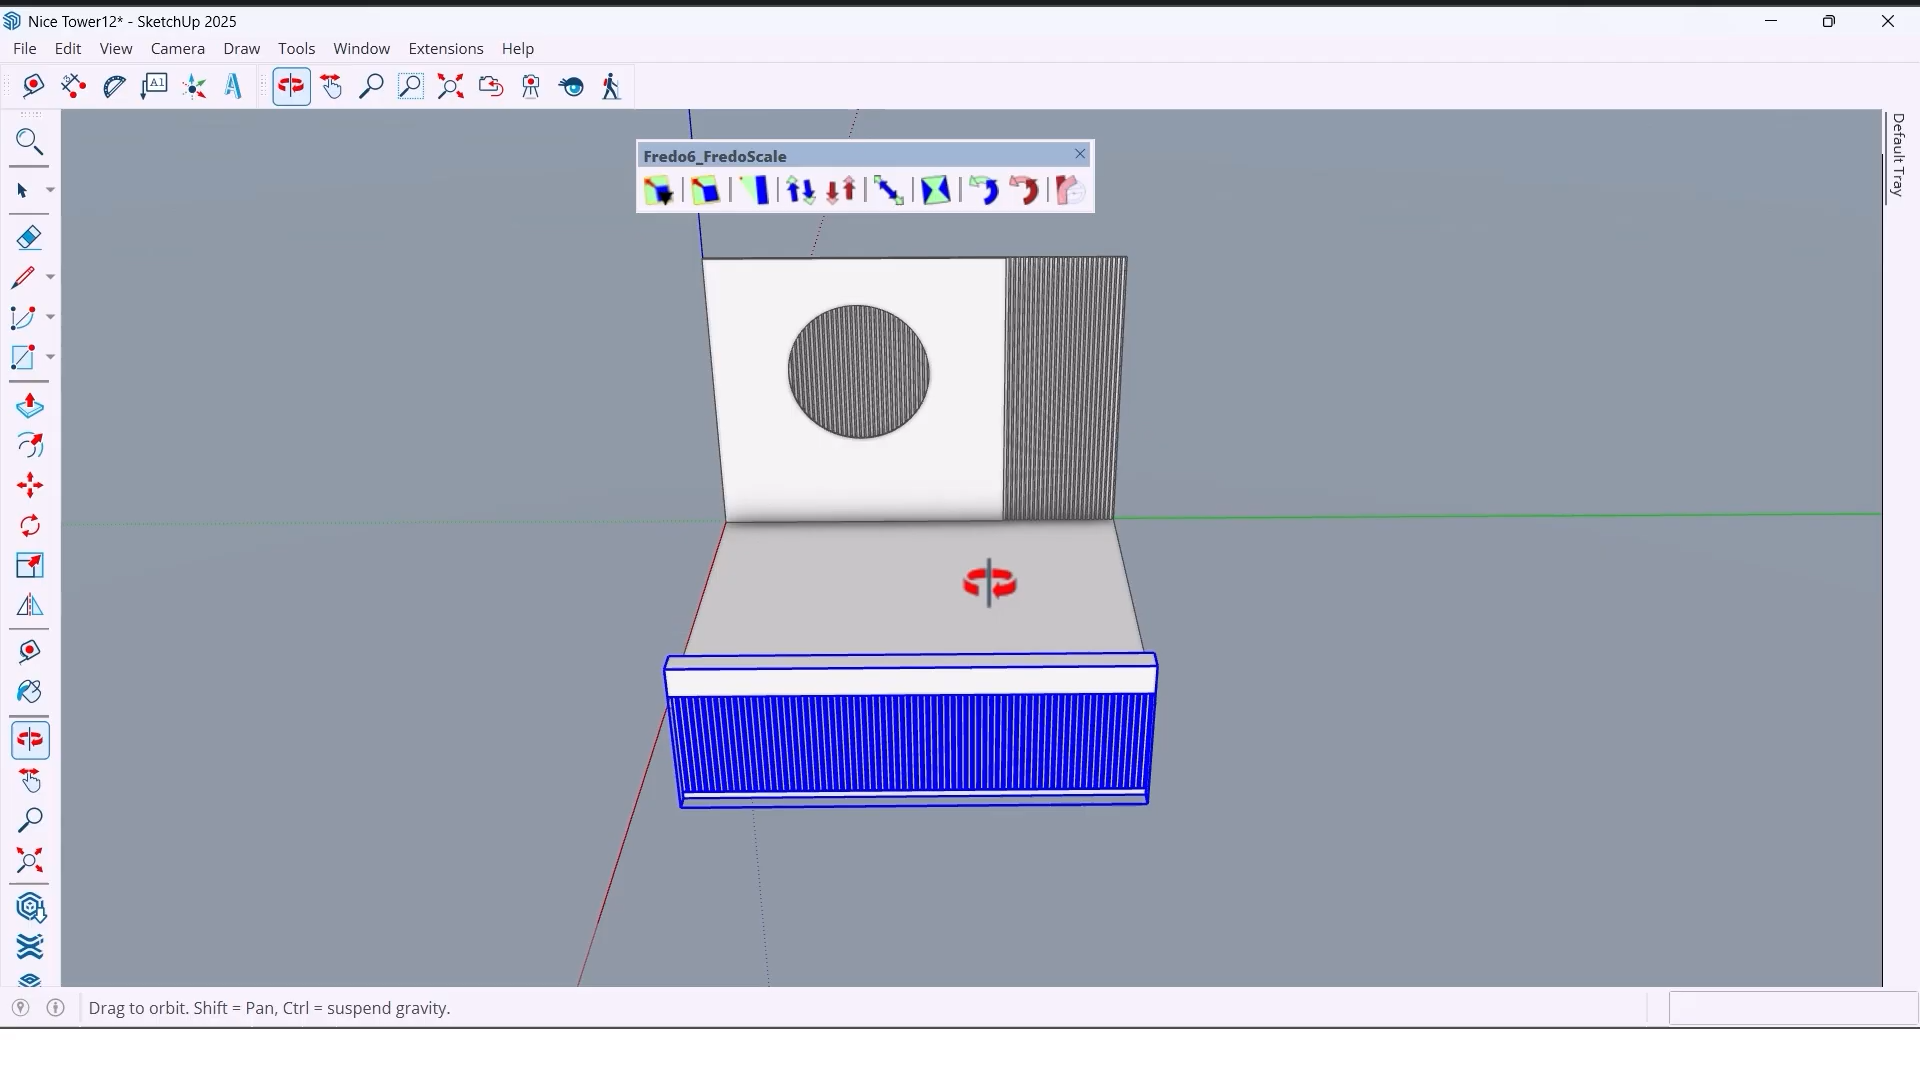 Nice Tower12* - SketchUp 2025
File Edit View Camera Draw Tools Window Extensions Help
A1
Default Tray
Fredo6_FredoScale
Drag to orbit. Shift = Pan, Ctrl = suspend gravity.